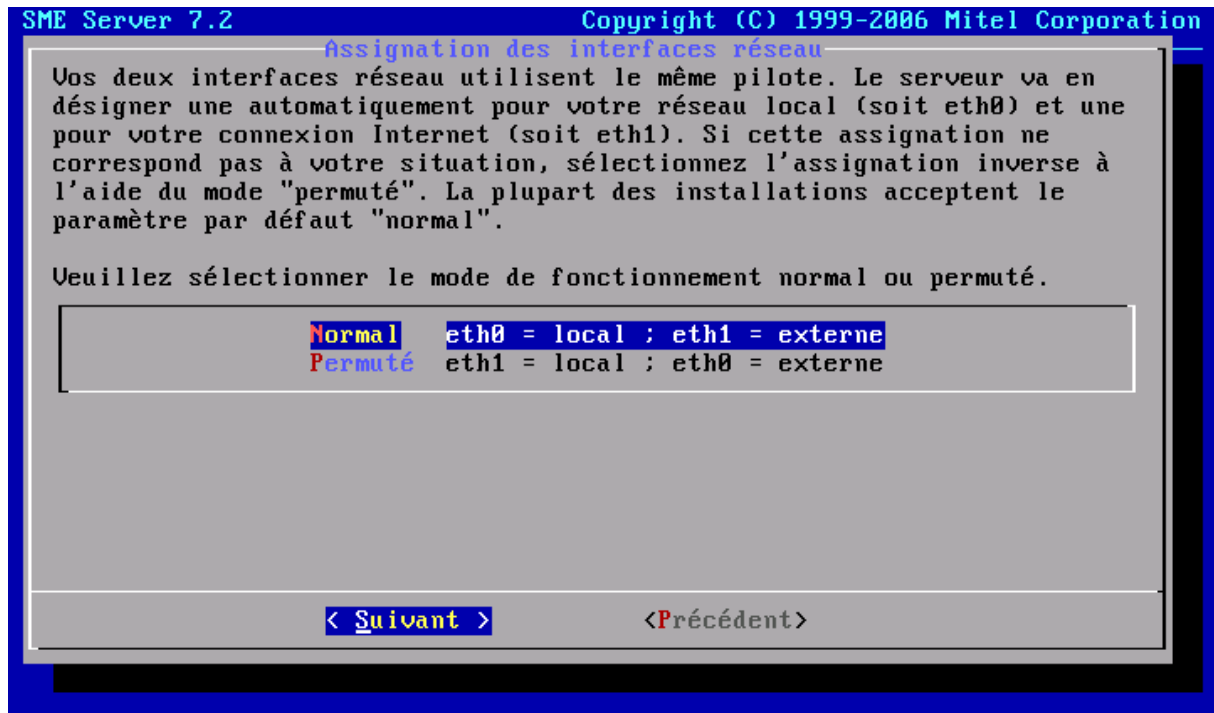 SME Server 7.2 Copyright (C) 1999-2006 Mitel Corporation
Assignation des interfaces réseau
Vos deux interfaces réseau utilisent le même pilote. Le serveur va en
désigner une automatiquement pour votre réseau local (soit eth0) et une
pour votre connexion Internet (soit eth1). Si cette assignation ne
correspond pas à votre situation, sélectionnez l'assignation inverse à
l'aide du mode "permuté". La plupart des installations acceptent le
paramètre par défaut "normal".
Veuillez sélectionner le mode de fonctionnement normal ou permuté.
Normal eth0 = local ; eth1 = externe
Permuté eth1 = local ; eth0 = externe
< Suivant > <Précédent>